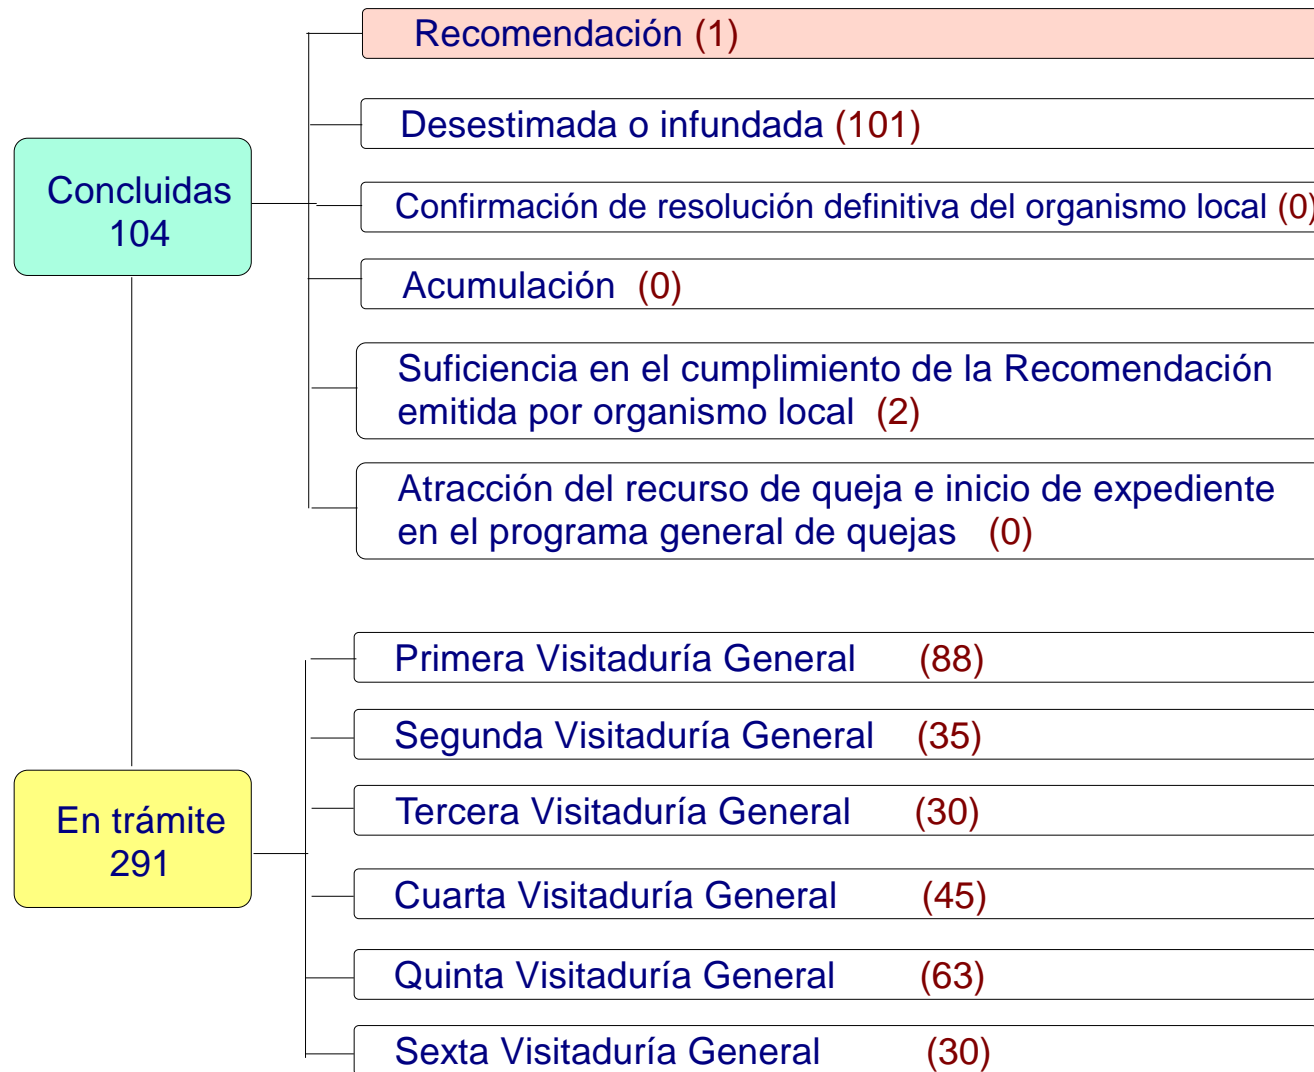 Concluidas
104
Recomendación (1)
Desestimada o infundada (101)
Confirmación de resolución definitiva del organismo local (0)
Acumulación (0)
Suficiencia en el cumplimiento de la Recomendación
emitida por organismo local (2)
Atracción del recurso de queja e inicio de expediente
en el programa general de quejas (0)
En trámite
291
Primera Visitaduría General (88)
Segunda Visitaduría General (35)
Tercera Visitaduría General (30)
Cuarta Visitaduría General (45)
Quinta Visitaduría General (63)
Sexta Visitaduría General (30)